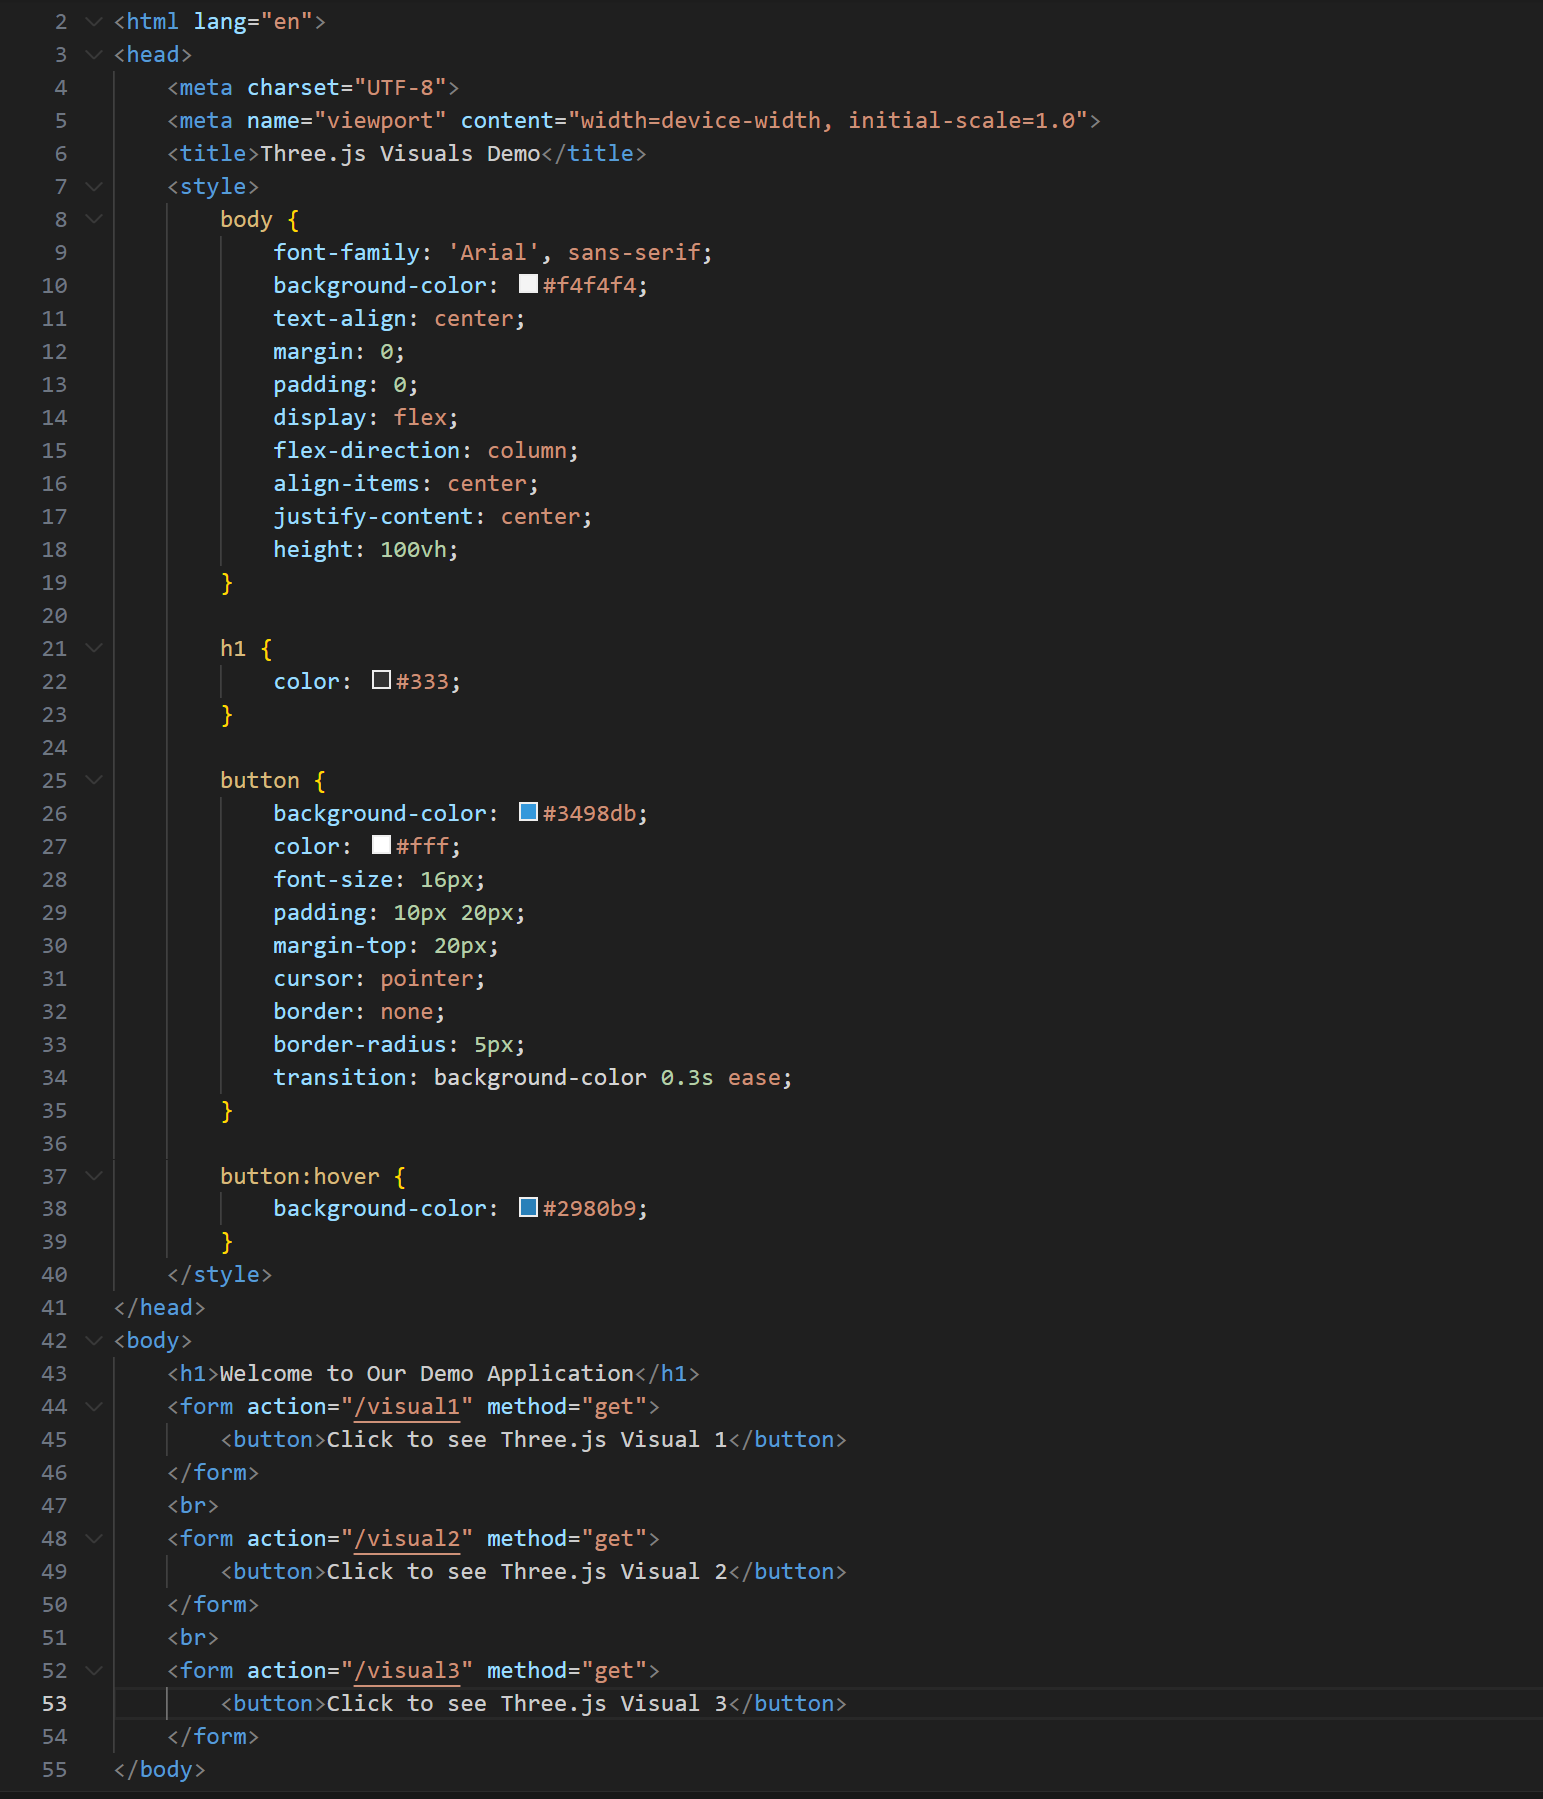 2 <html lang="en">
3 <head>
4     <meta charset="UTF-8">
5     <meta name="viewport" content="width=device-width, initial-scale=1.0">
6     <title>Three.js Visuals Demo</title>
7     <style>
8         body {
9             font-family: 'Arial', sans-serif;
10             background-color: #f4f4f4;
11             text-align: center;
12             margin: 0;
13             padding: 0;
14             display: flex;
15             flex-direction: column;
16             align-items: center;
17             justify-content: center;
18             height: 100vh;
19         }
20
21         h1 {
22             color: #333;
23         }
24
25         button {
26             background-color: #3498db;
27             color: #fff;
28             font-size: 16px;
29             padding: 10px 20px;
30             margin-top: 20px;
31             cursor: pointer;
32             border: none;
33             border-radius: 5px;
34             transition: background-color 0.3s ease;
35         }
36
37         button:hover {
38             background-color: #2980b9;
39         }
40     </style>
41 </head>
42 <body>
43     <h1>Welcome to Our Demo Application</h1>
44     <form action="/visual1" method="get">
45         <button>Click to see Three.js Visual 1</button>
46     </form>
47     <br>
48     <form action="/visual2" method="get">
49         <button>Click to see Three.js Visual 2</button>
50     </form>
51     <br>
52     <form action="/visual3" method="get">
53         <button>Click to see Three.js Visual 3</button>
54     </form>
55 </body>